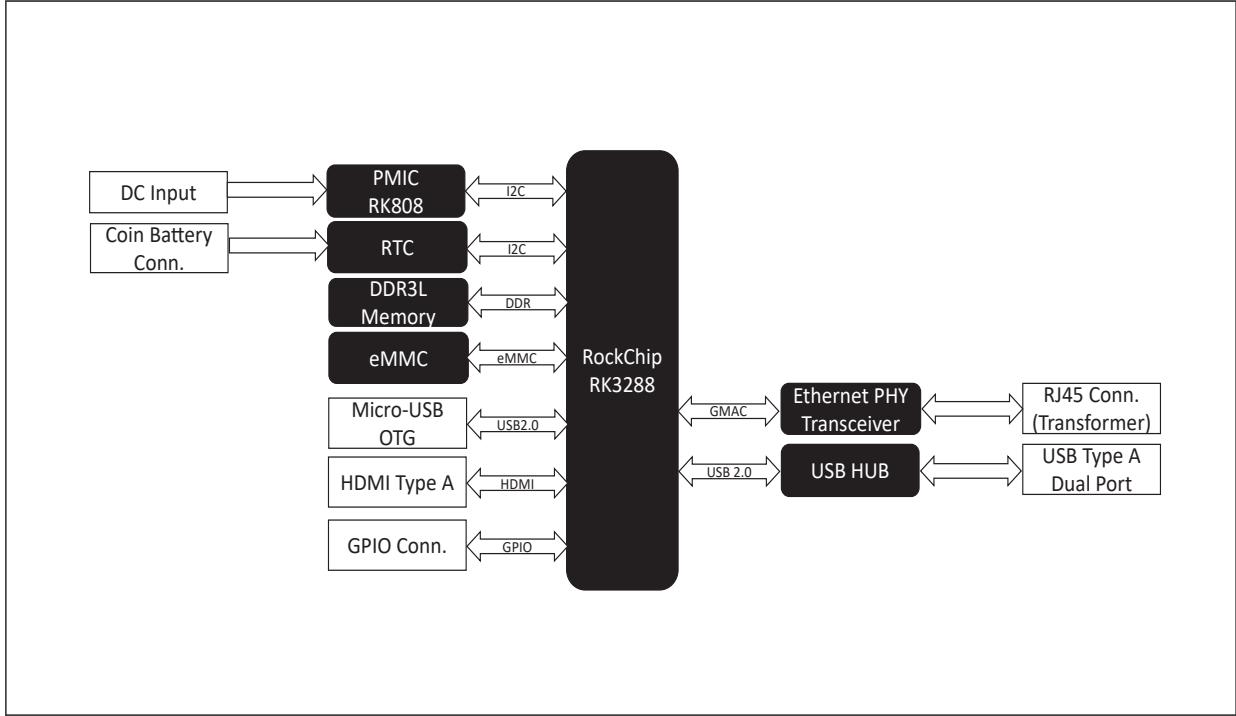 DC Input
PMIC
RK808
I2C
Coin Battery
Conn.
RTC
I2C
DDR3L
Memory
DDR
eMMC
eMMC
Micro-USB
OTG
USB2.0
HDMI Type A
HDMI
GPIO Conn.
GPIO
RockChip
RK3288
GMAC
Ethernet PHY
Transceiver
RJ45 Conn.
(Transformer)
USB 2.0
USB HUB
USB Type A
Dual Port